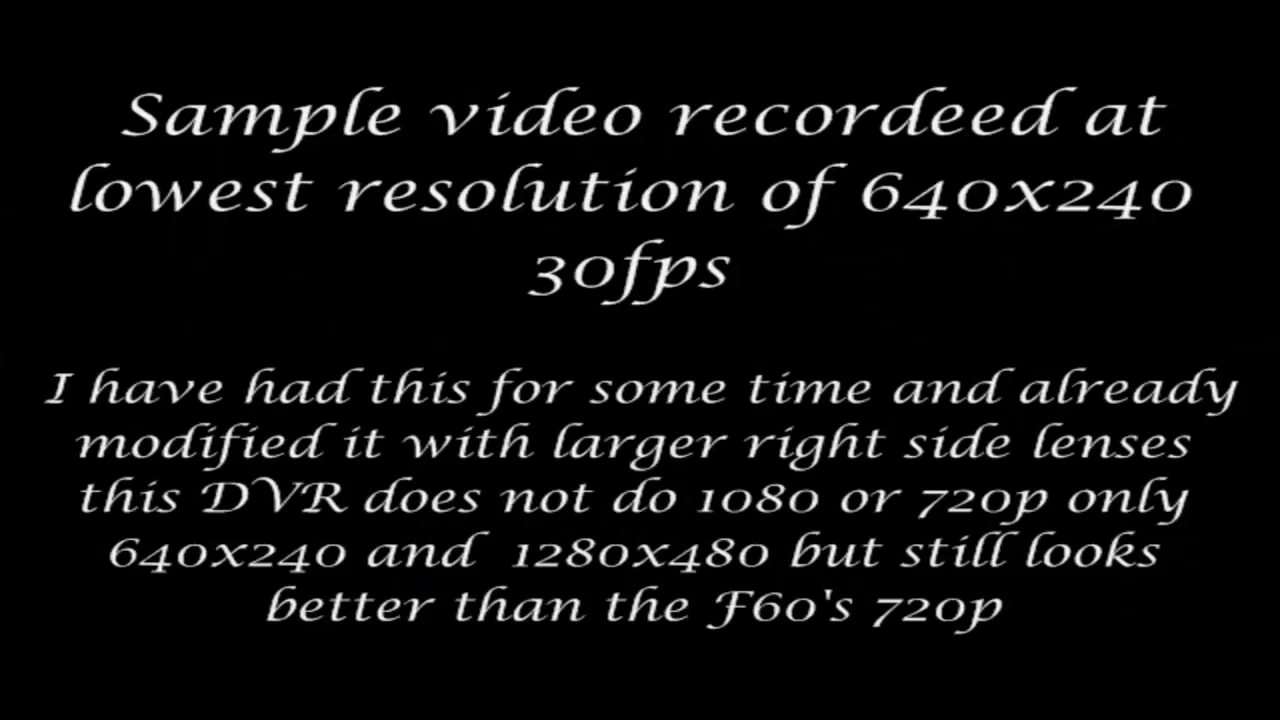 Sample video recordeed at
lowest resolution of 640x240
30fps
I have had this for some time and already
modified it with larger right side lenses
this DVR does not do 1080 or 720p only
640x240 and 1280x480 but still looks
better than the F60's 720p